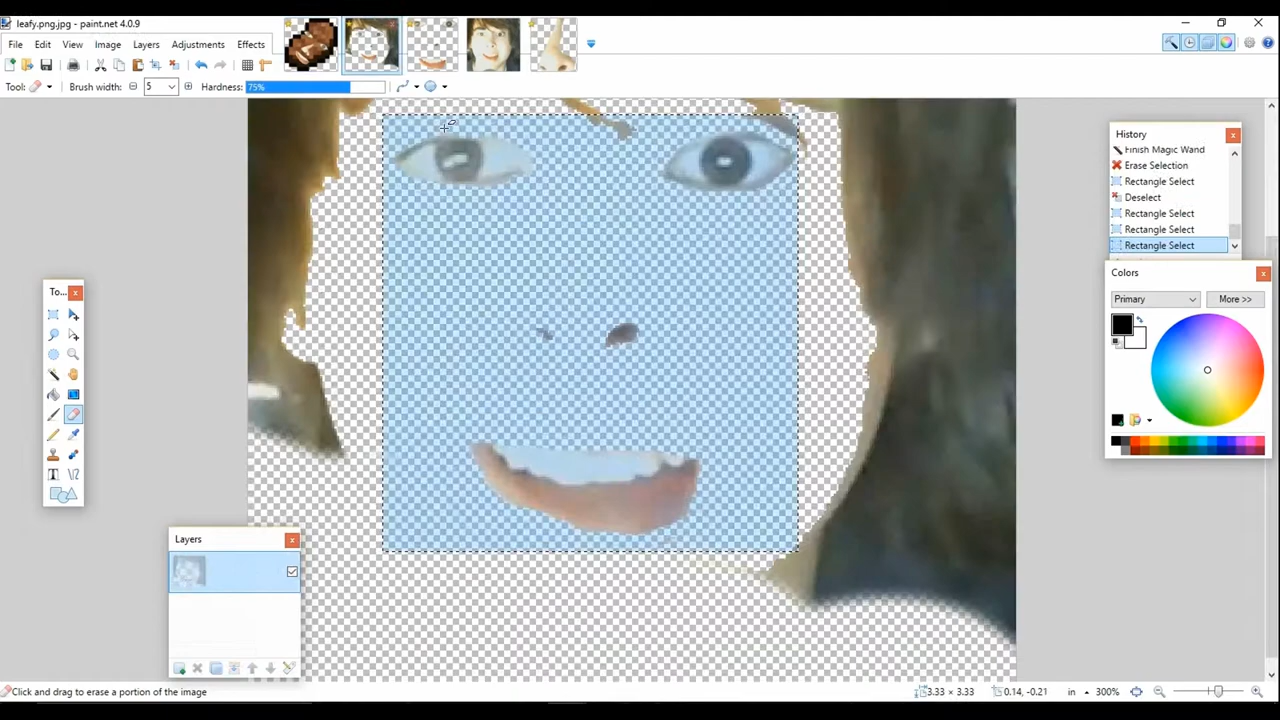 leafy.png.jpg - paint.net 4.0.9
File Edit View Image Layers Adjustments Effects
Tool: Brush width: 5 Hardness: 75%
History
Finish Magic Wand
Erase Selection
Rectangle Select
Deselect
Rectangle Select
Rectangle Select
Rectangle Select
Colors
Primary More >>
To...
Layers
Click and drag to erase a portion of the image 3.33 × 3.33 0.14, -0.21 in 300%